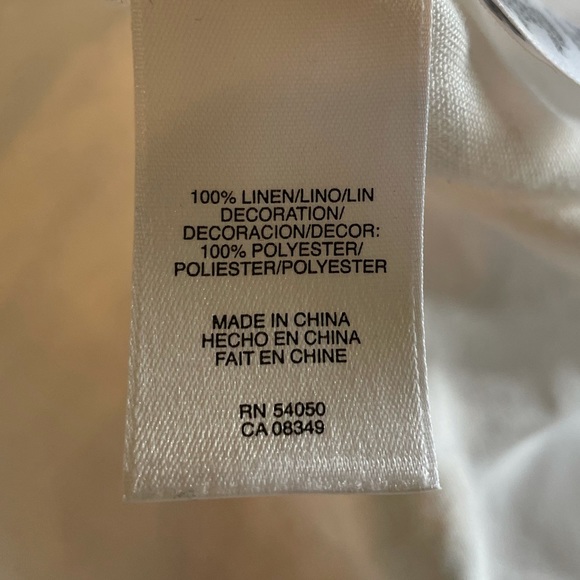 100% LINEN/LINO/LIN
DECORATION/
DECORACION/DECOR:
100% POLYESTER/
POLIESTER/POLYESTER
MADE IN CHINA
HECHO EN CHINA
FAIT EN CHINE
RN 54050
CA 08349